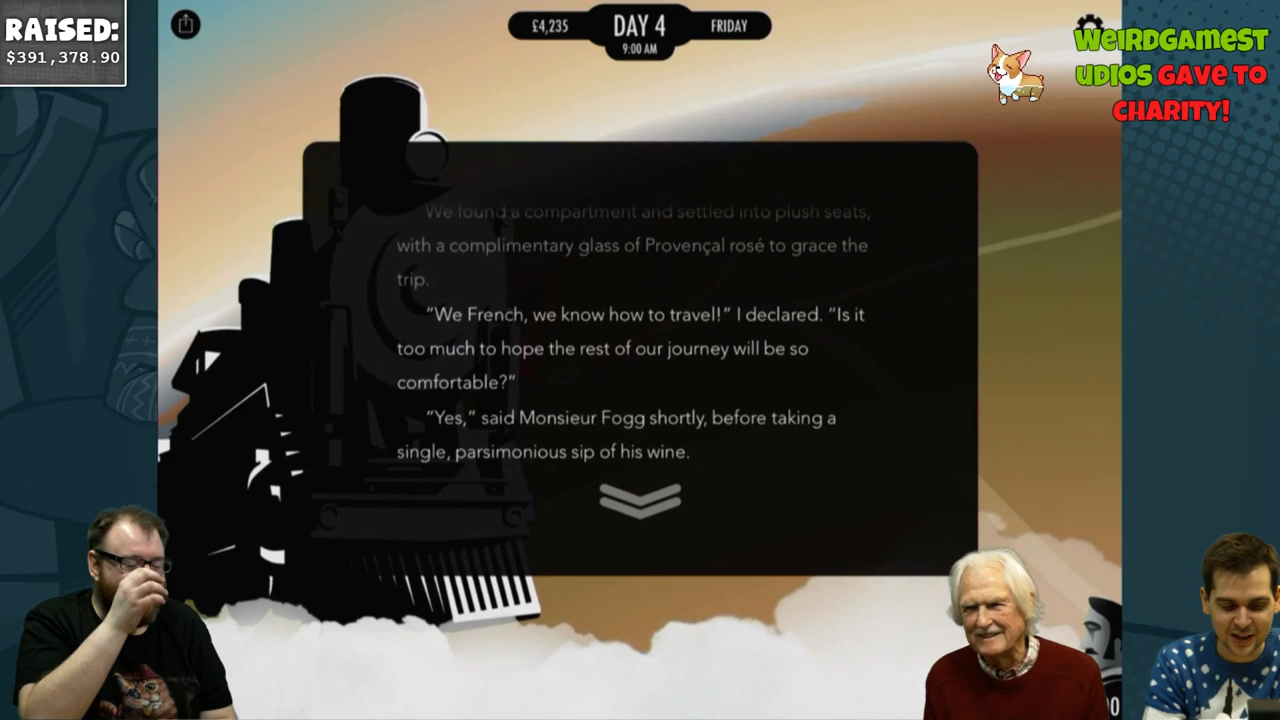 RAISED:
$391,378.90
£4,235
DAY 4
9:00 AM
FRIDAY
WEIRDGAMEST
UDIOS GAVE TO
CHARITY!
We found a compartment and settled into plush seats,
with a complimentary glass of Provençal rosé to grace the
trip.
“We French, we know how to travel!” I declared. “Is it
too much to hope the rest of our journey will be so
comfortable?”
“Yes,” said Monsieur Fogg shortly, before taking a
single, parsimonious sip of his wine.